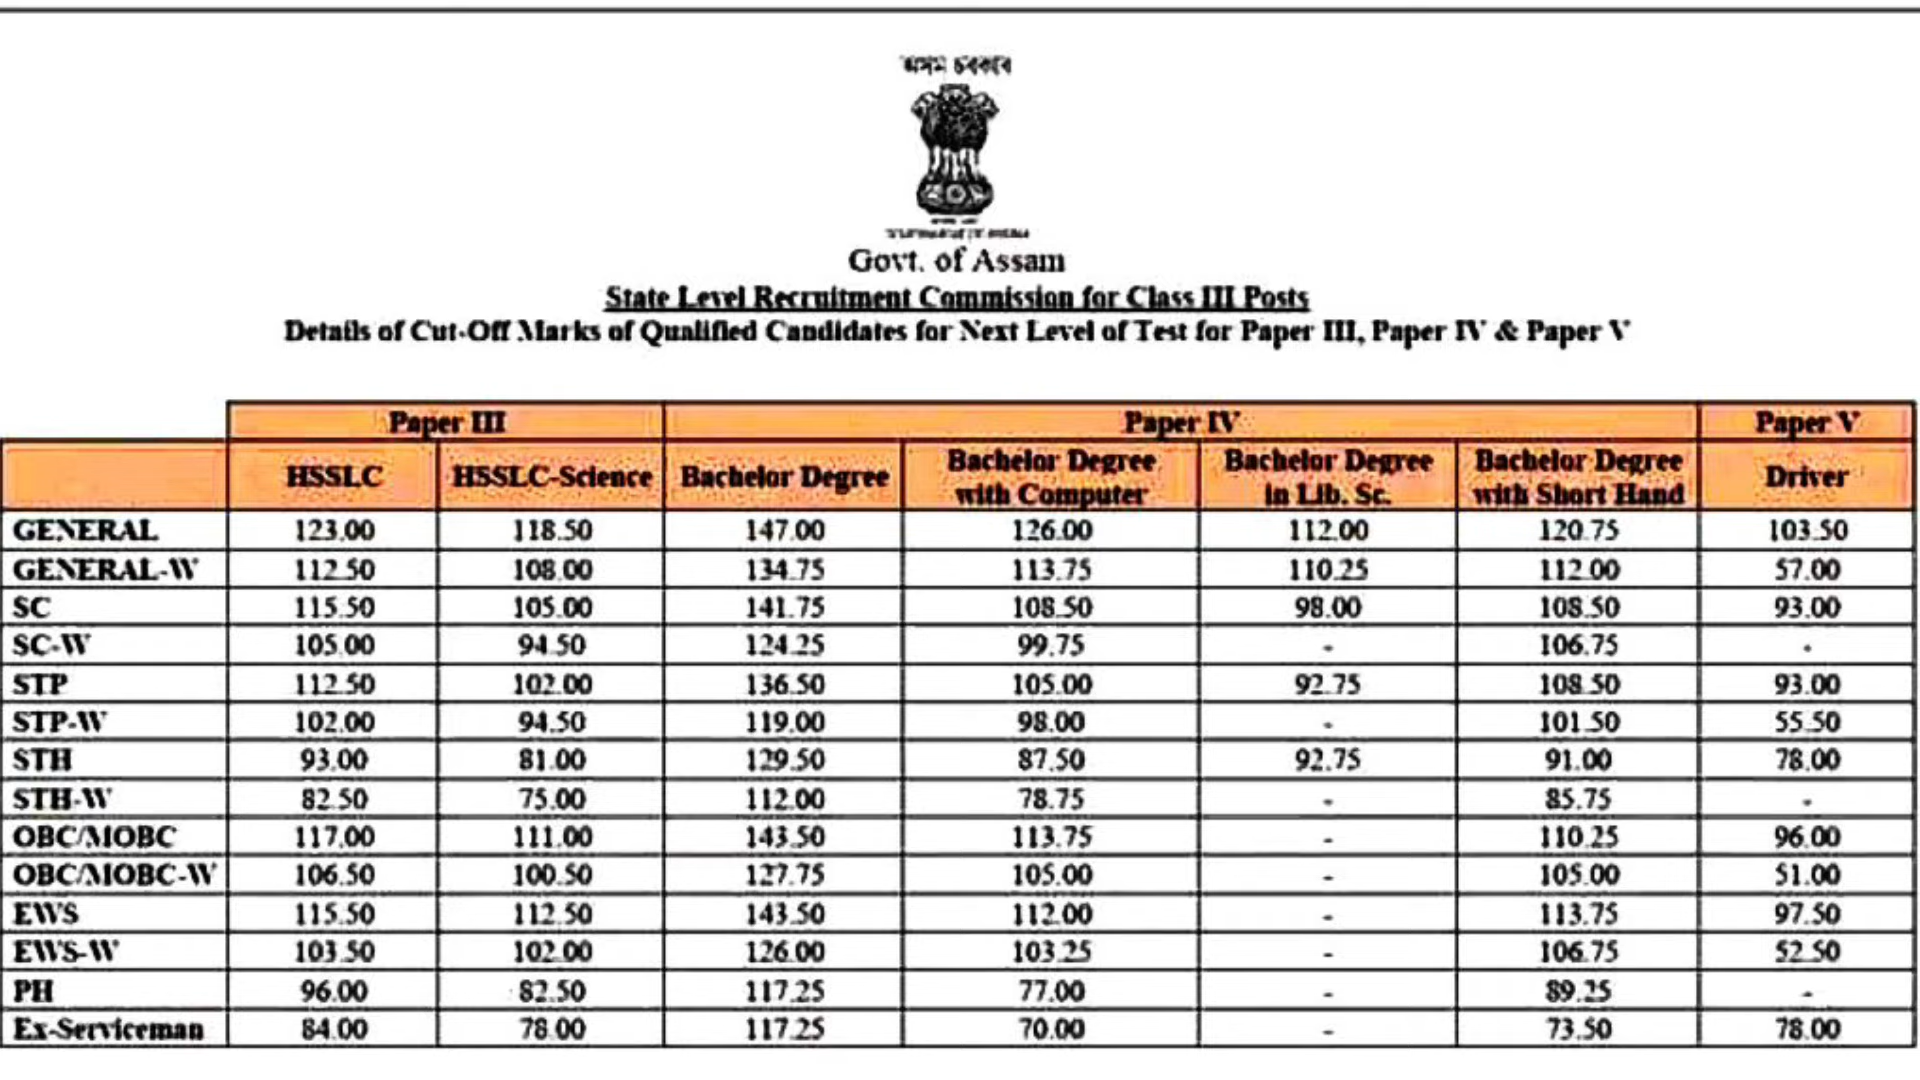 অসম চৰকাৰ
Govt. of Assam
State Level Recruitment Commission for Class III Posts
Details of Cut-Off Marks of Qualified Candidates for Next Level of Test for Paper III, Paper IV & Paper V
Paper III Paper IV Paper V
HSSLC HSSLC-Science Bachelor Degree Bachelor Degree with Computer Bachelor Degree in Lib. Sc. Bachelor Degree with Short Hand Driver
GENERAL 123.00 118.50 147.00 126.00 112.00 120.75 103.50
GENERAL-W 112.50 108.00 134.75 113.75 110.25 112.00 57.00
SC 115.50 105.00 141.75 108.50 98.00 108.50 93.00
SC-W 105.00 94.50 124.25 99.75 - 106.75 -
STP 112.50 102.00 136.50 105.00 92.75 108.50 93.00
STP-W 102.00 94.50 119.00 98.00 - 101.50 55.50
STH 93.00 81.00 129.50 87.50 92.75 91.00 78.00
STH-W 82.50 75.00 112.00 78.75 - 85.75 -
OBC/MOBC 117.00 111.00 143.50 113.75 - 110.25 96.00
OBC/MOBC-W 106.50 100.50 127.75 105.00 - 105.00 51.00
EWS 115.50 112.50 143.50 112.00 - 113.75 97.50
EWS-W 103.50 102.00 126.00 103.25 - 106.75 52.50
PH 96.00 82.50 117.25 77.00 - 89.25 -
Ex-Serviceman 84.00 78.00 117.25 70.00 - 73.50 78.00